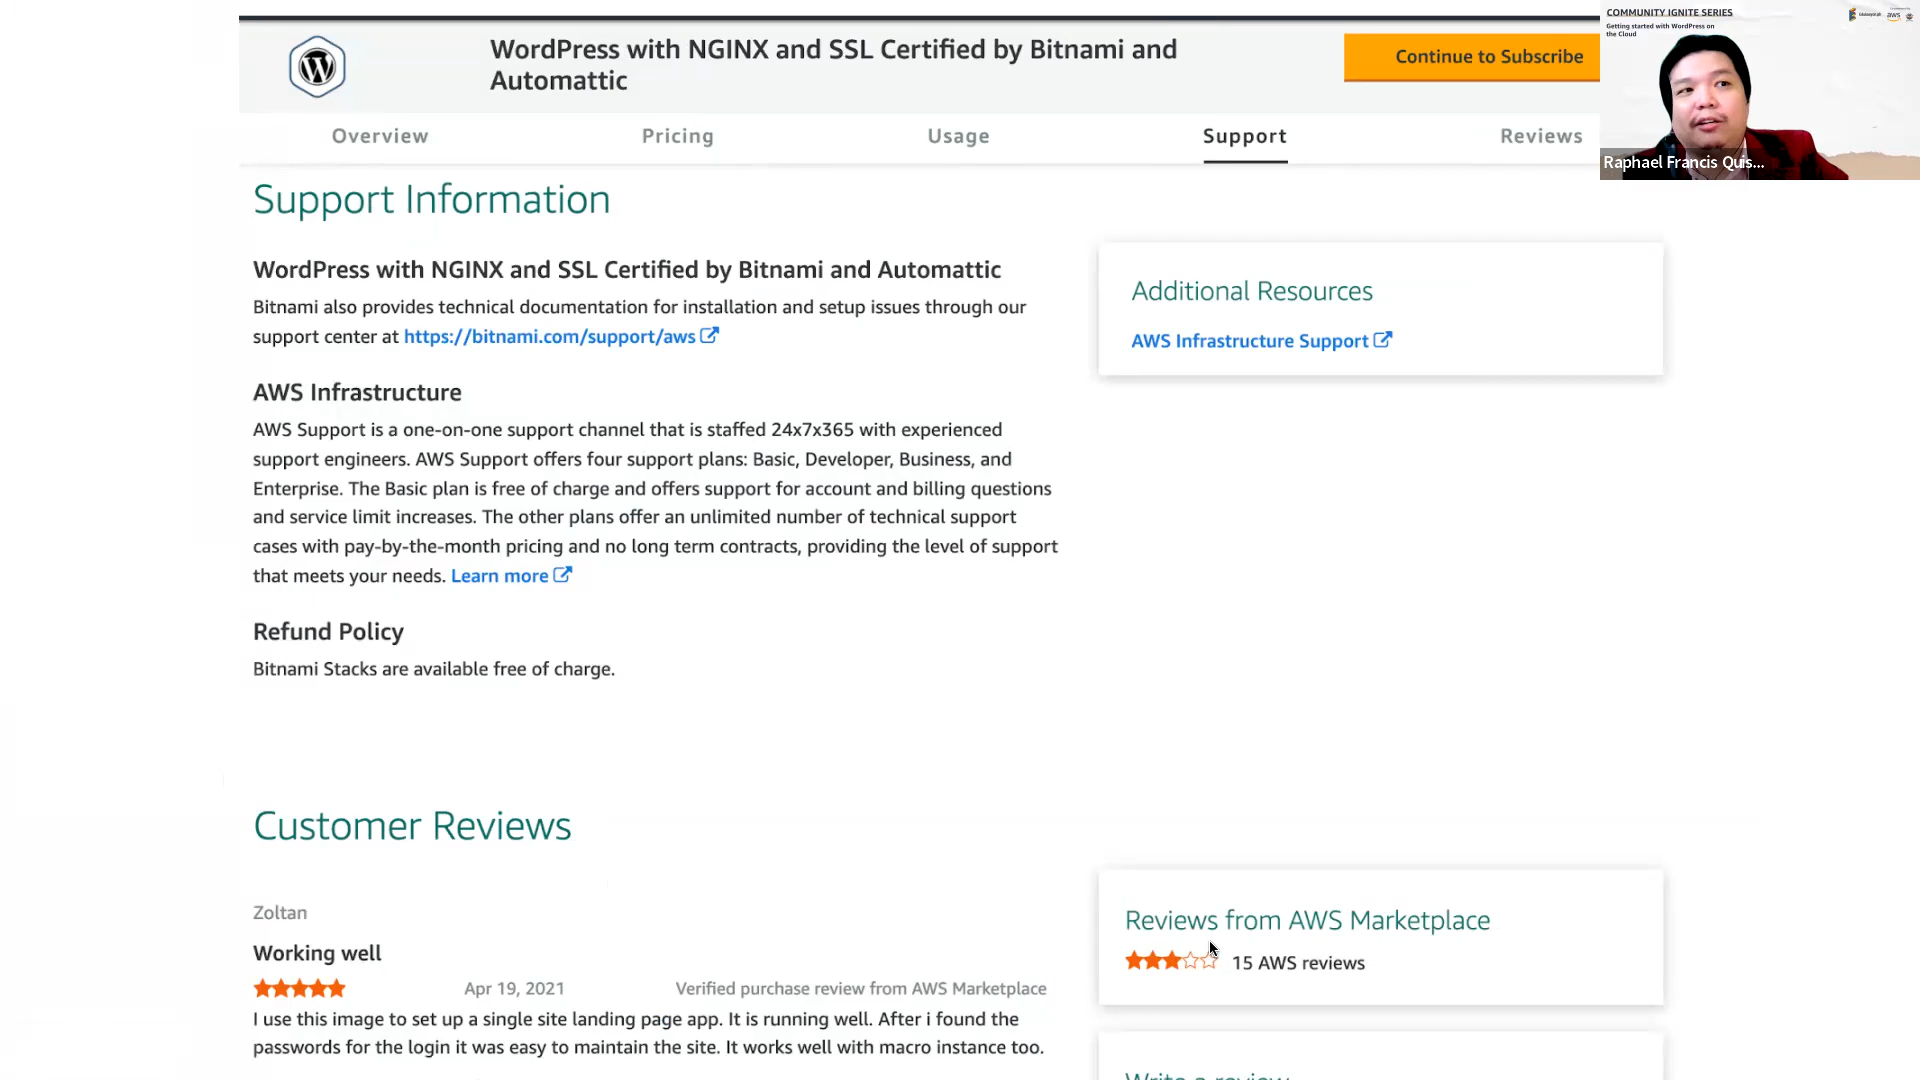 WordPress with NGINX and SSL Certified by Bitnami and
Automattic
Continue to Subscribe
COMMUNITY IGNITE SERIES
Getting started with WordPress on
the Cloud
aws
Raphael Francis Quis...
Overview
Pricing
Usage
Support
Reviews
Support Information
WordPress with NGINX and SSL Certified by Bitnami and Automattic
Bitnami also provides technical documentation for installation and setup issues through our
support center at https://bitnami.com/support/aws
AWS Infrastructure
AWS Support is a one-on-one support channel that is staffed 24x7x365 with experienced
support engineers. AWS Support offers four support plans: Basic, Developer, Business, and
Enterprise. The Basic plan is free of charge and offers support for account and billing questions
and service limit increases. The other plans offer an unlimited number of technical support
cases with pay-by-the-month pricing and no long term contracts, providing the level of support
that meets your needs. Learn more
Refund Policy
Bitnami Stacks are available free of charge.
Additional Resources
AWS Infrastructure Support
Customer Reviews
Zoltan
Working well
Apr 19, 2021
Verified purchase review from AWS Marketplace
I use this image to set up a single site landing page app. It is running well. After i found the
passwords for the login it was easy to maintain the site. It works well with macro instance too.
Reviews from AWS Marketplace
15 AWS reviews
Write a review